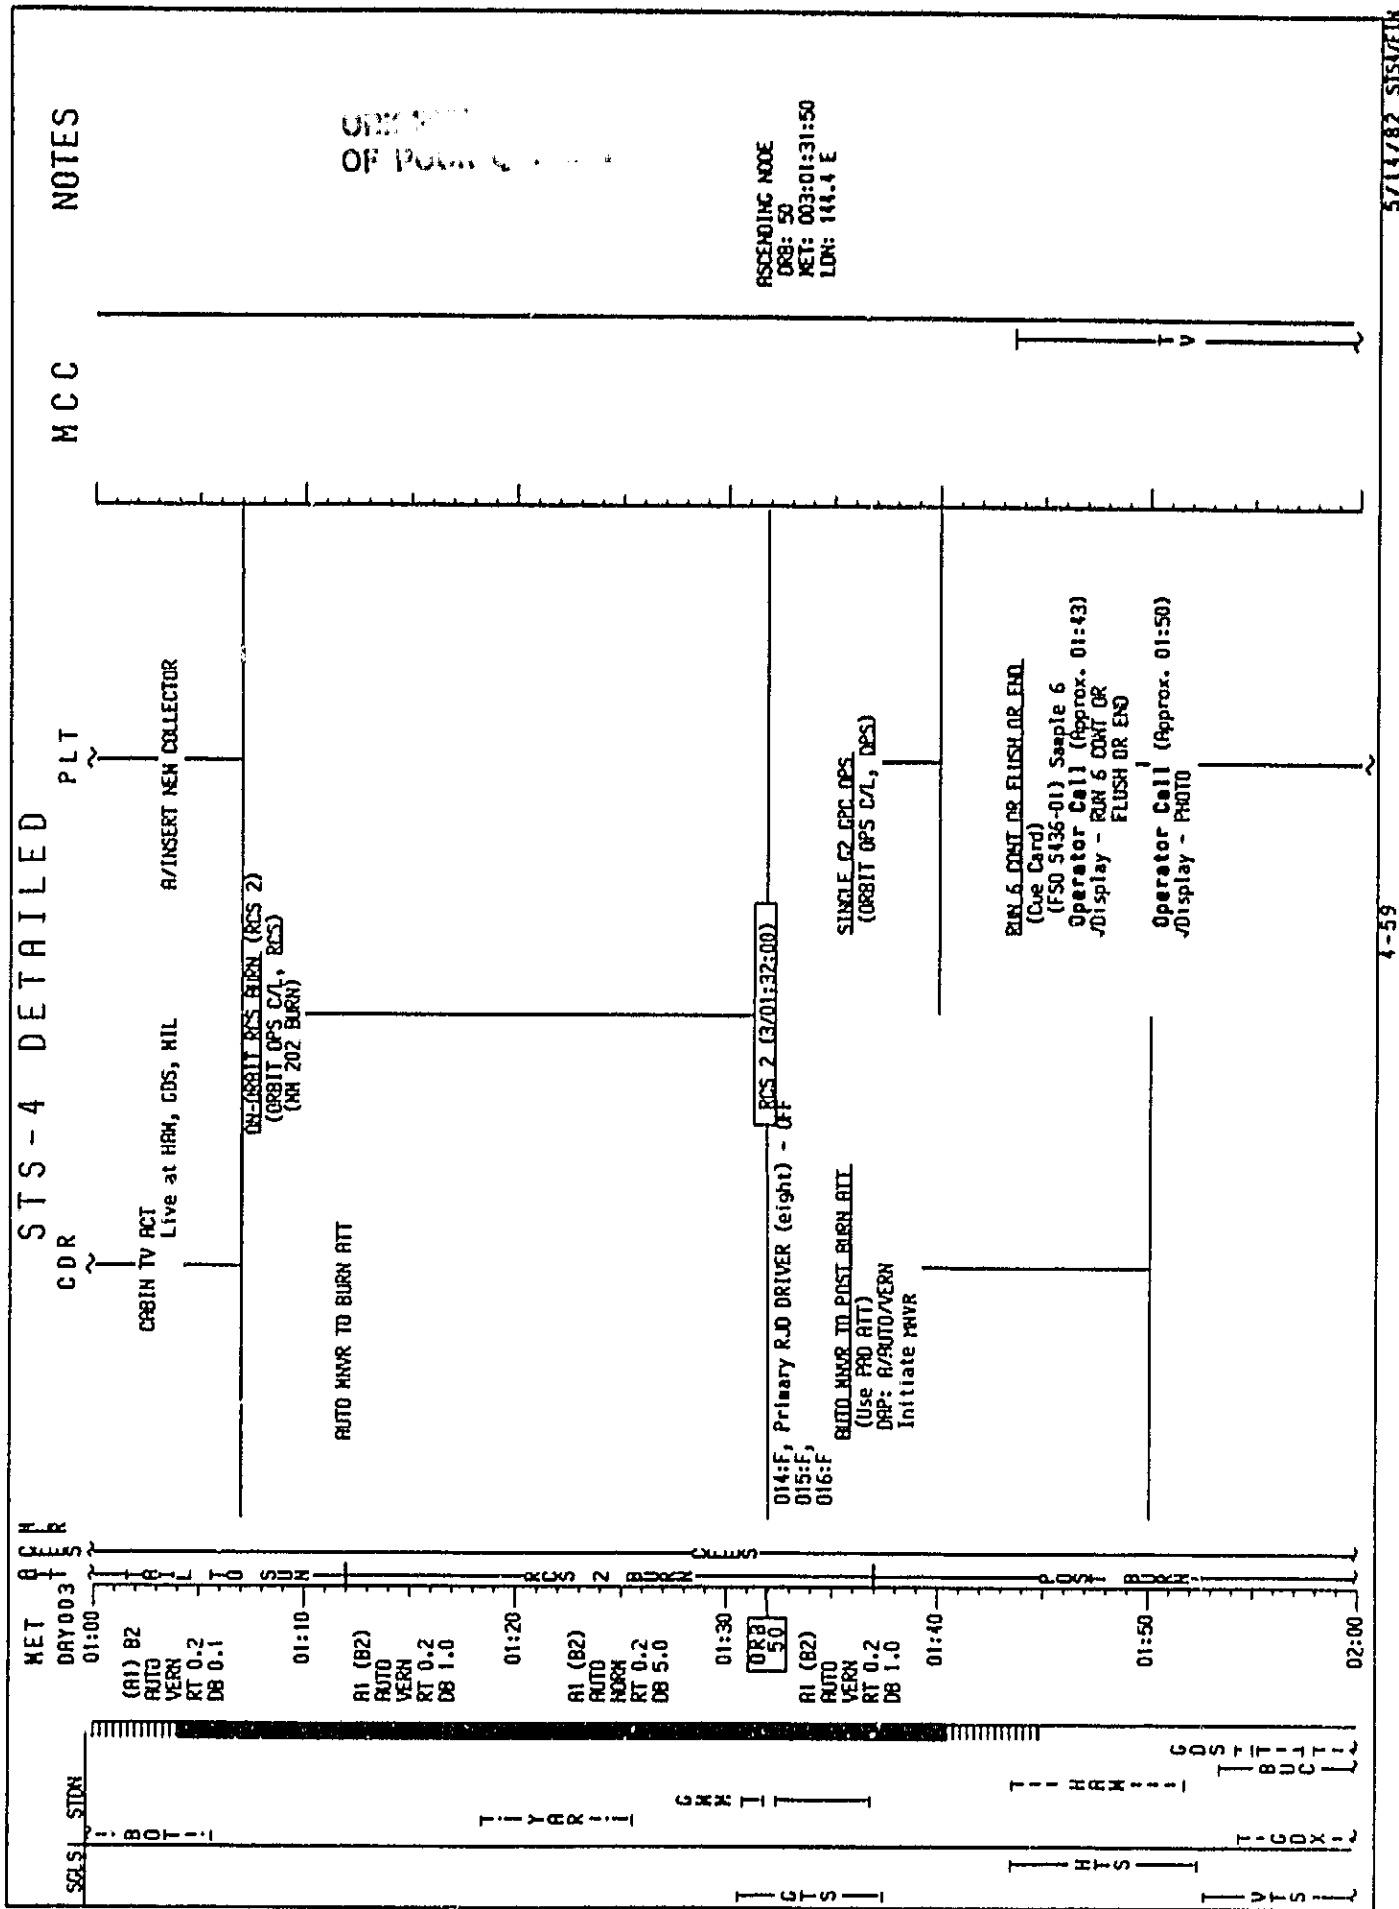 STS-4 DETAILED
MET
DAY003
CDR
PLT
MCC
NOTES
SGLS
STDN
01:00
(A1) B2
AUTO
VERN
RT 0.2
DB 0.1
01:10
A1 (B2)
AUTO
VERN
RT 0.2
DB 1.0
01:20
A1 (B2)
AUTO
NORM
RT 0.2
DB 5.0
01:30
ORB
50
A1 (B2)
AUTO
VERN
RT 0.2
DB 1.0
01:40
01:50
02:00
BOT
YAR
GWM
GTS
HAW
HTS
GDS
BUC
GDX
VTS
TAIL TO SUN
RCS 2 BURN
POST BURN
CFES
CABIN TV ACT
Live at HAW, GDS, MIL
A/INSERT NEW COLLECTOR
ON-ORBIT RCS BURN (RCS 2)
(ORBIT OPS C/L, RCS)
(MM 202 BURN)
AUTO MNVR TO BURN ATT
RCS 2 (3/01:32:00)
014:F, Primary RJD DRIVER (eight) - OFF
015:F,
016:F
AUTO MNVR TO POST BURN ATT
(Use PAD ATT)
DAP: A/AUTO/VERN
Initiate MNVR
SINGLE G2 GPC OPS
(ORBIT OPS C/L, DPS)
RUN 6 CONT OR FLUSH OR END
(Cue Card)
(FSO 5436-01) Sample 6
Operator Call (Approx. 01:43)
√Display - RUN 6 CONT OR
FLUSH OR END
Operator Call (Approx. 01:50)
√Display - PHOTO
TV
OF POOR
ASCENDING NODE
ORB: 50
MET: 003:01:31:50
LON: 144.4 E
4-59
5/14/82